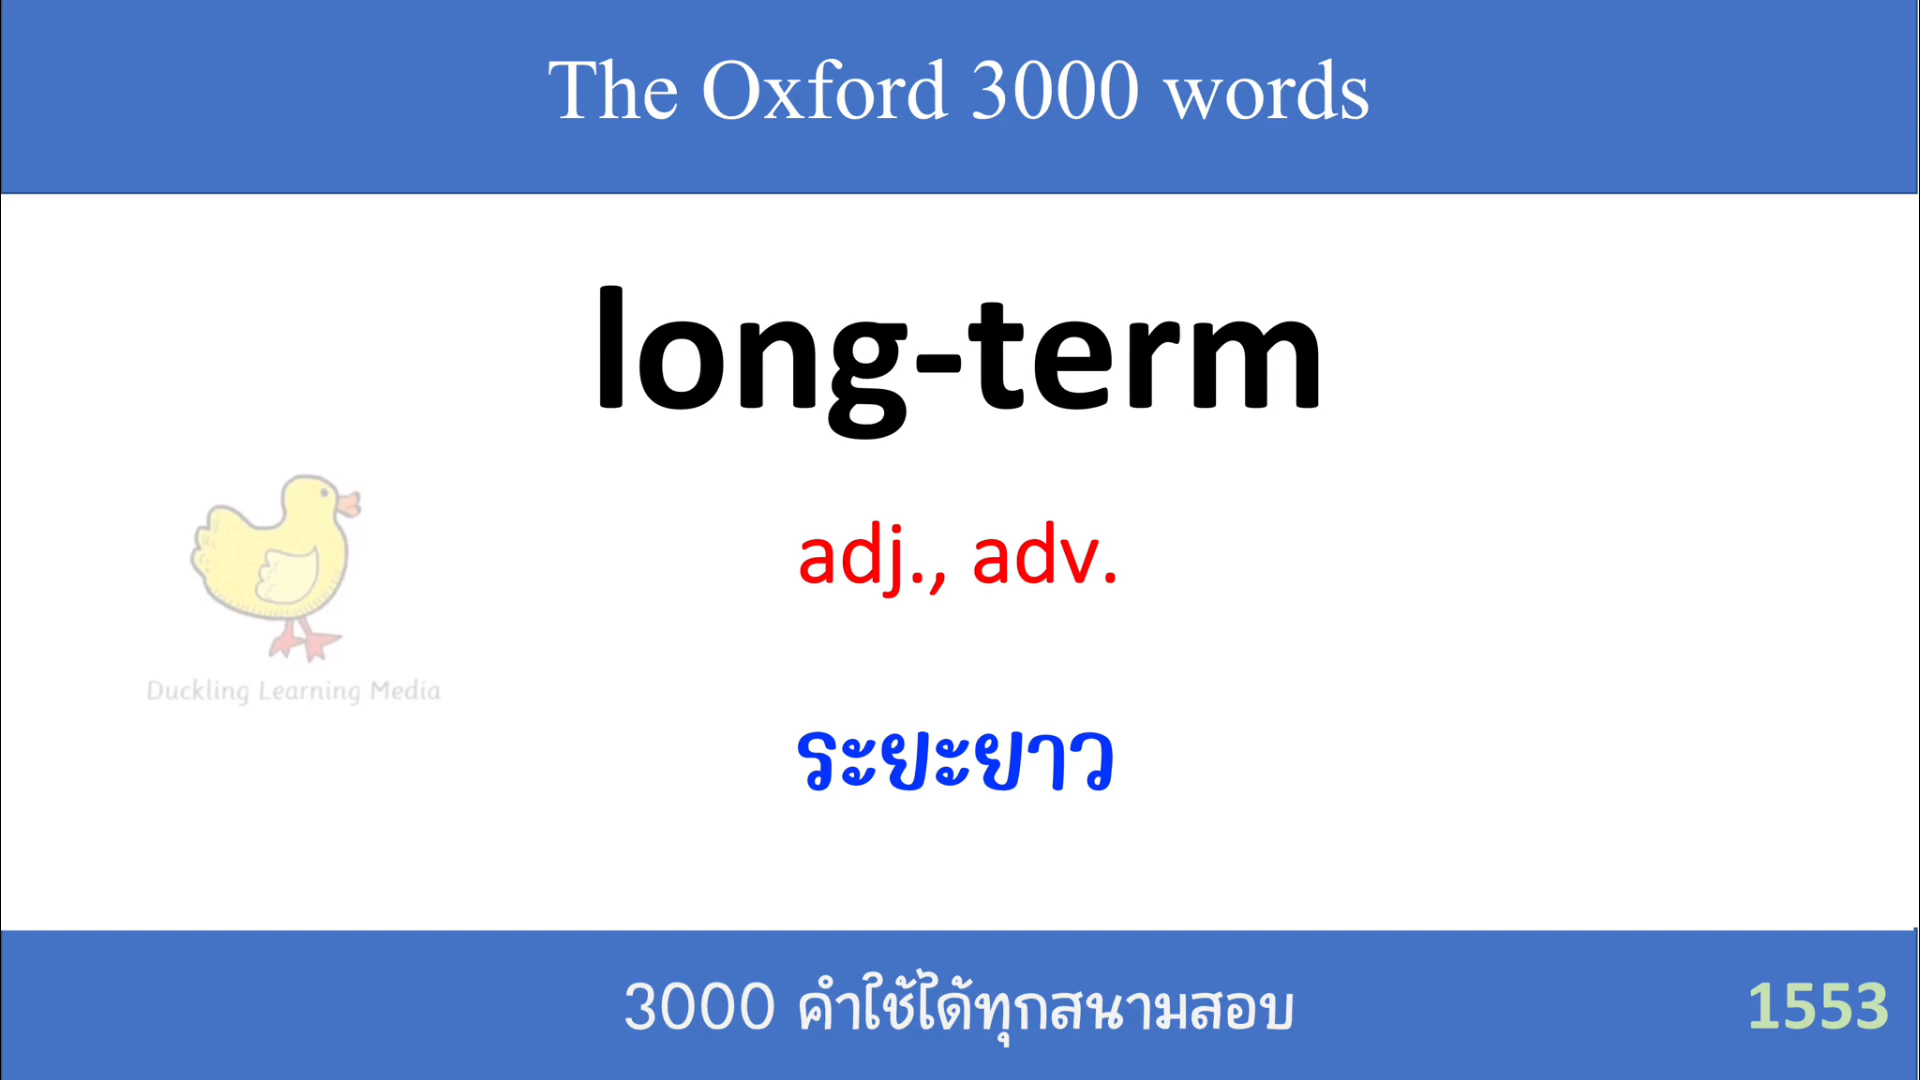 The Oxford 3000 words
long-term
adj., adv.
Duckling Learning Media
ระยะยาว
3000 คำใช้ได้ทุกสนามสอบ
1553